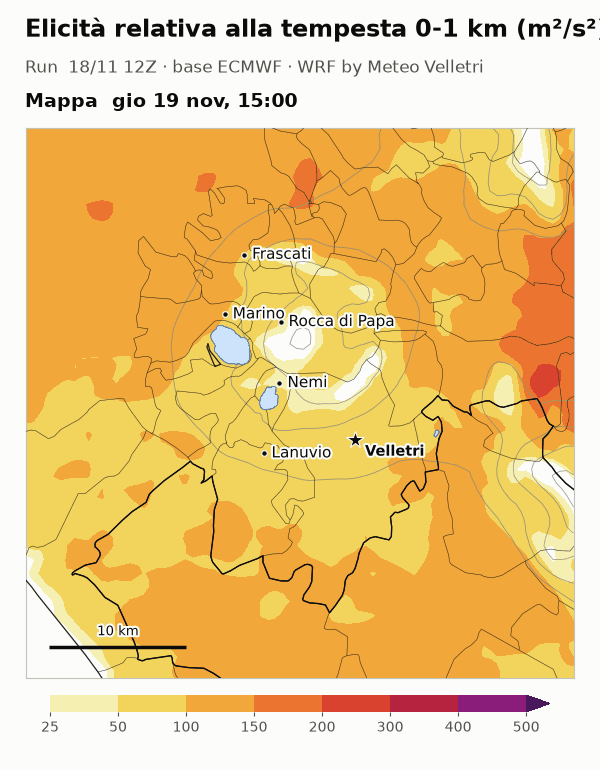 Elicità relativa alla tempesta 0-1 km (m²/s²)
Run 18/11 12Z · base ECMWF · WRF by Meteo Velletri
Mappa gio 19 nov, 15:00
Frascati
Marino
Rocca di Papa
Nemi
Velletri
Lanuvio
10 km
25 50 100 150 200 300 400 500